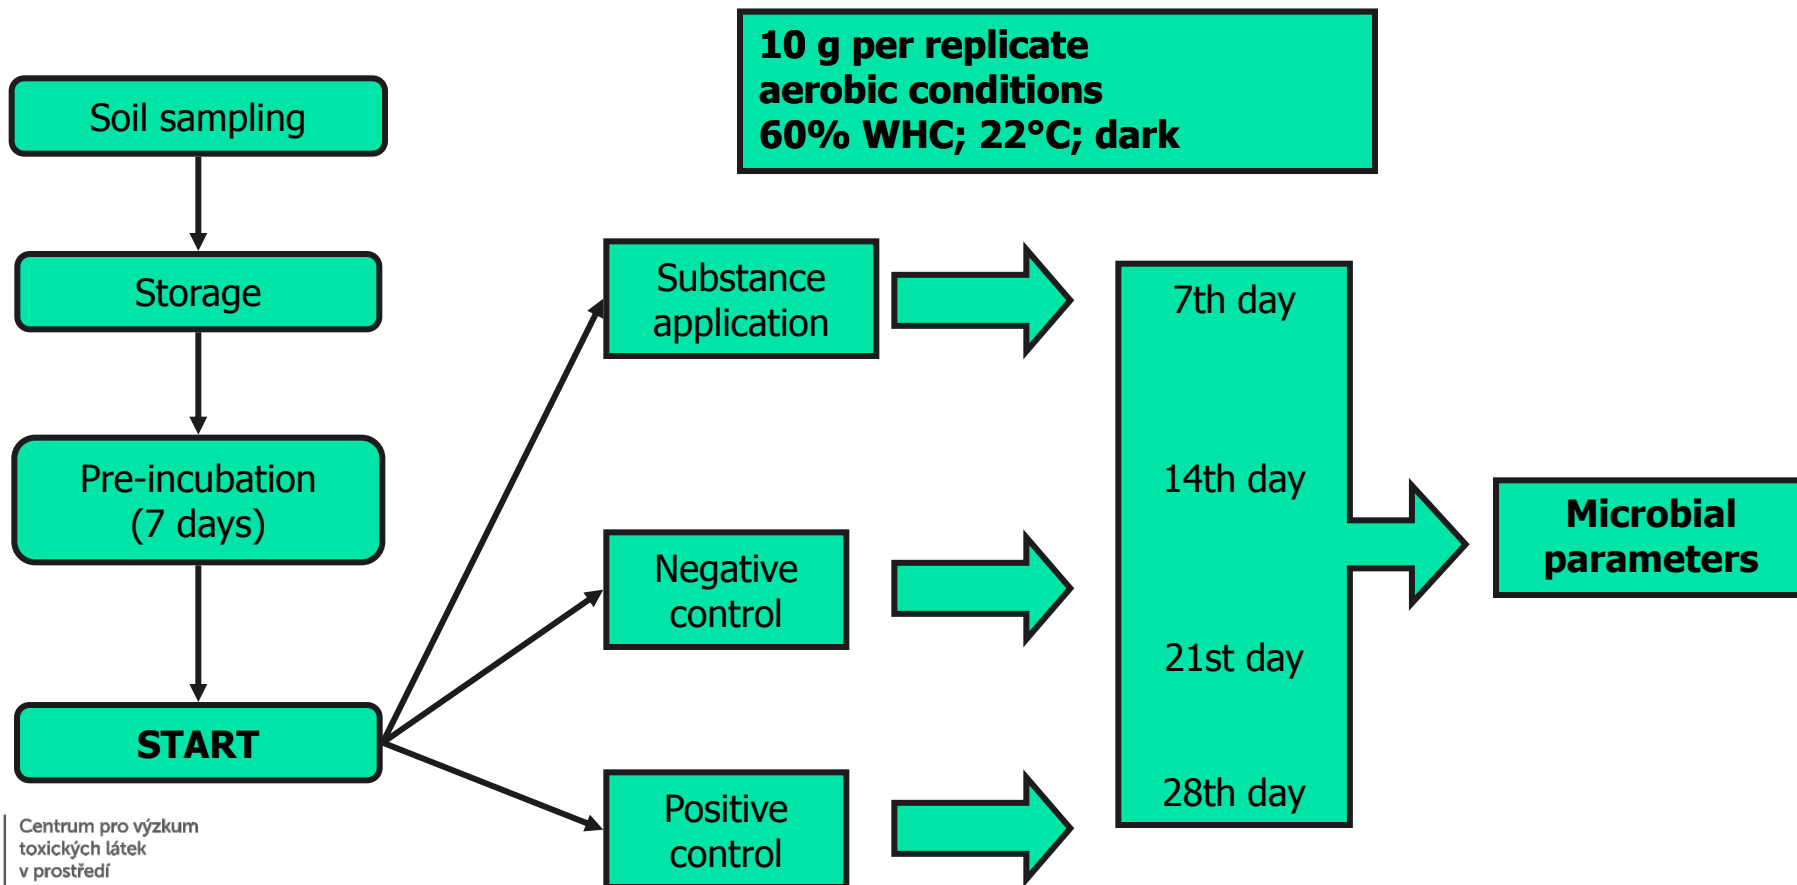 10 g per replicate
aerobic conditions
60% WHC; 22°C; dark
Soil sampling
Storage
Pre-incubation
(7 days)
START
Substance
application
Negative
control
Positive
control
7th day
14th day
21st day
28th day
Microbial
parameters
Centrum pro výzkum
toxických látek
v prostředí